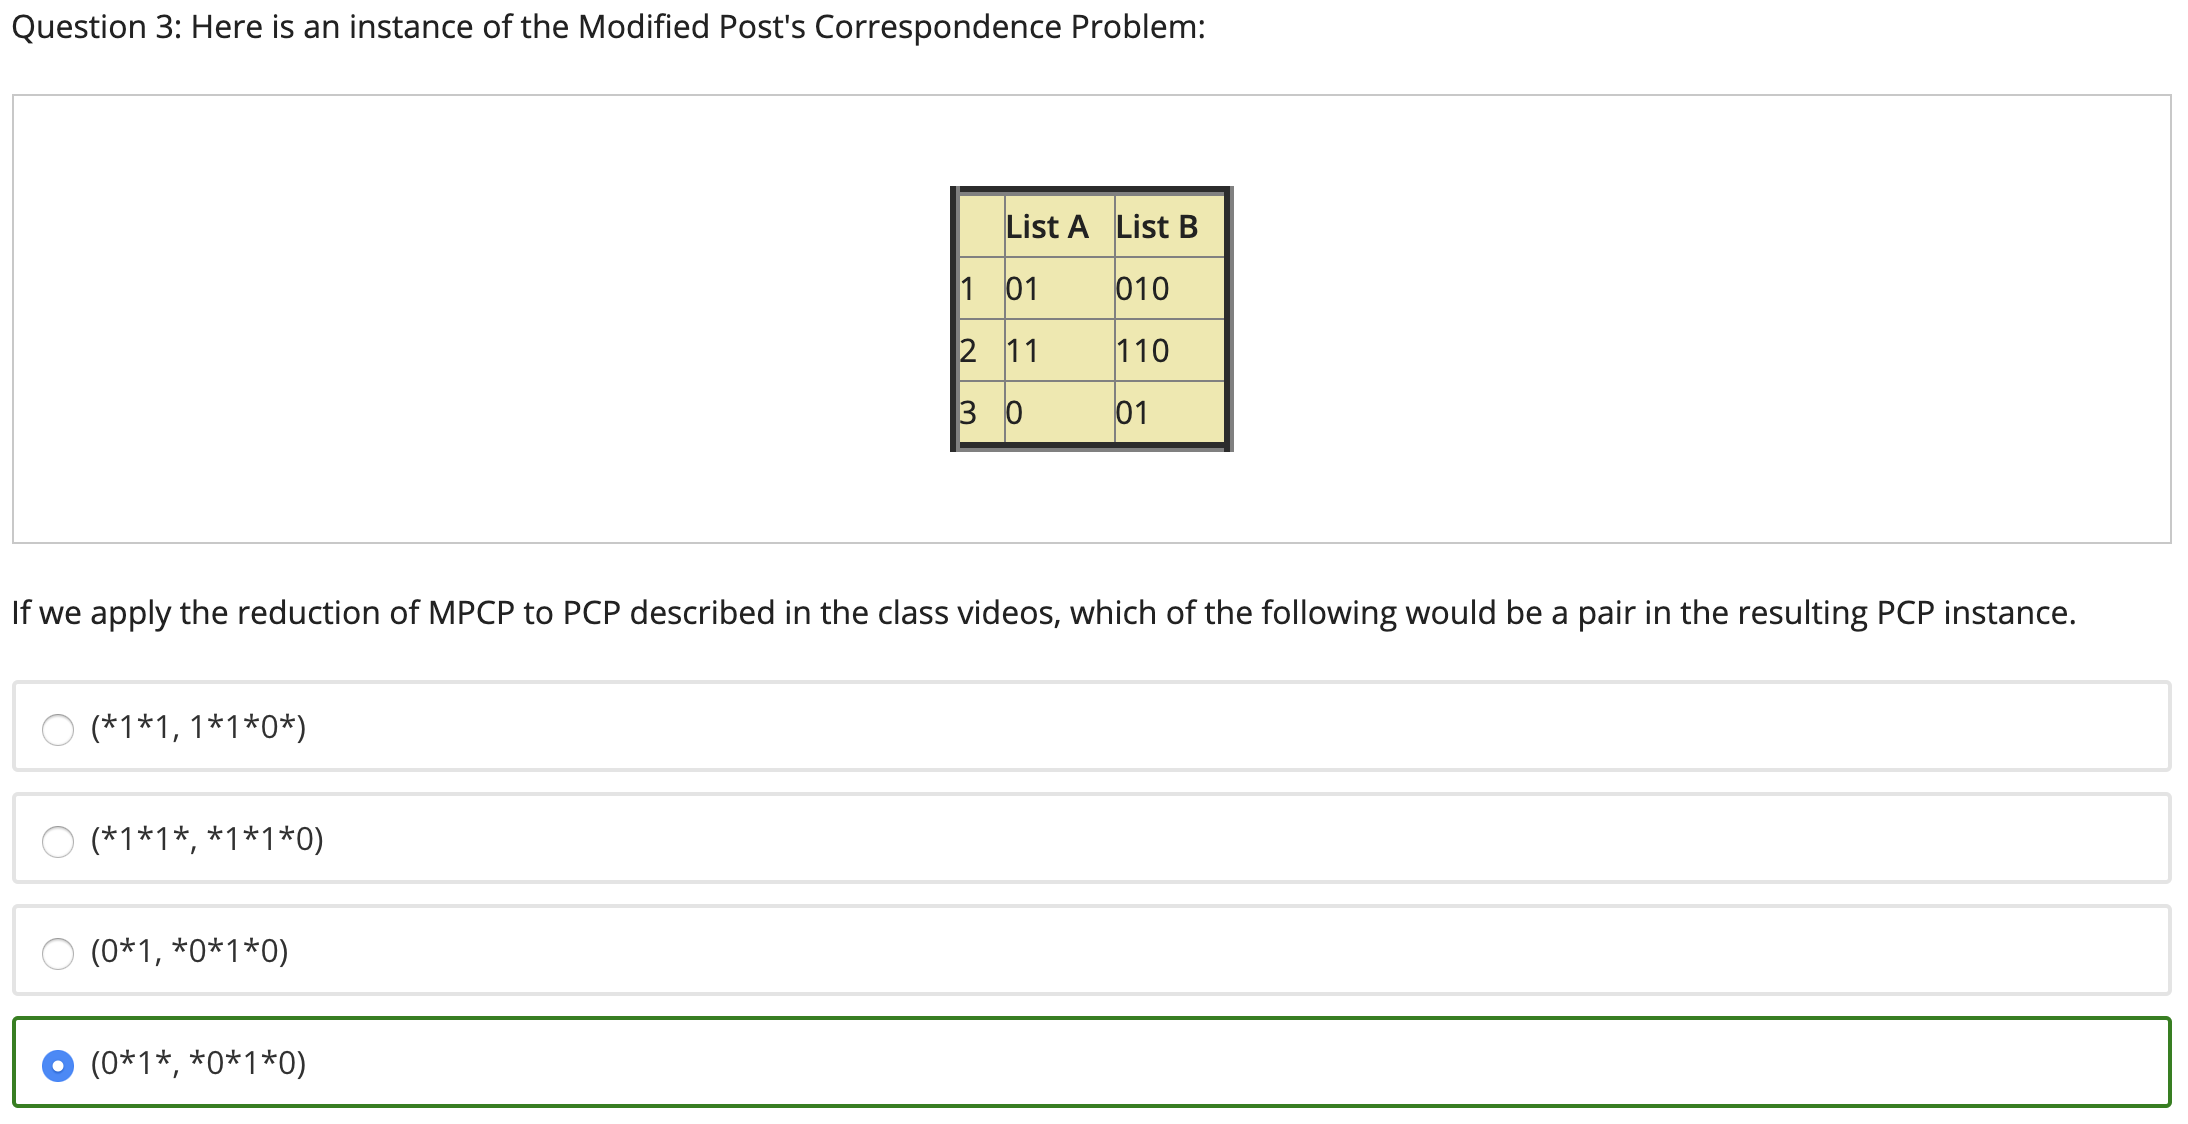 Question 3: Here is an instance of the Modified Post's Correspondence Problem:
List A List B
1 01 010
2 11 110
3 0 01
If we apply the reduction of MPCP to PCP described in the class videos, which of the following would be a pair in the resulting PCP instance.
(*1*1, 1*1*0*)
(*1*1*, *1*1*0)
(0*1, *0*1*0)
(0*1*, *0*1*0)